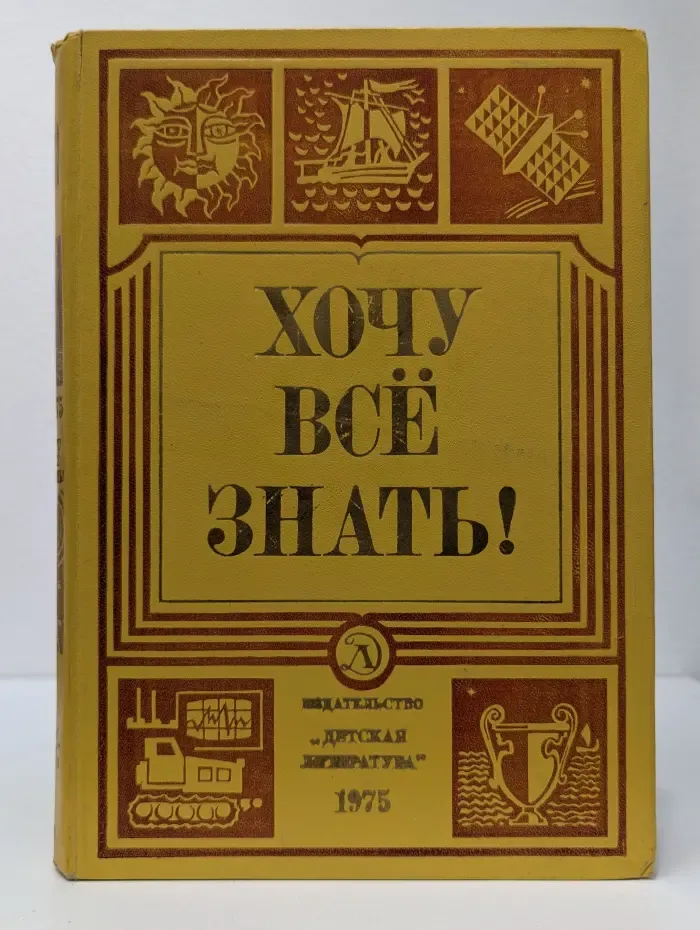 ХОЧУ
ВСЁ
ЗНАТЬ!
ИЗДАТЕЛЬСТВО
„ДЕТСКАЯ
ЛИТЕРАТУРА"
1975